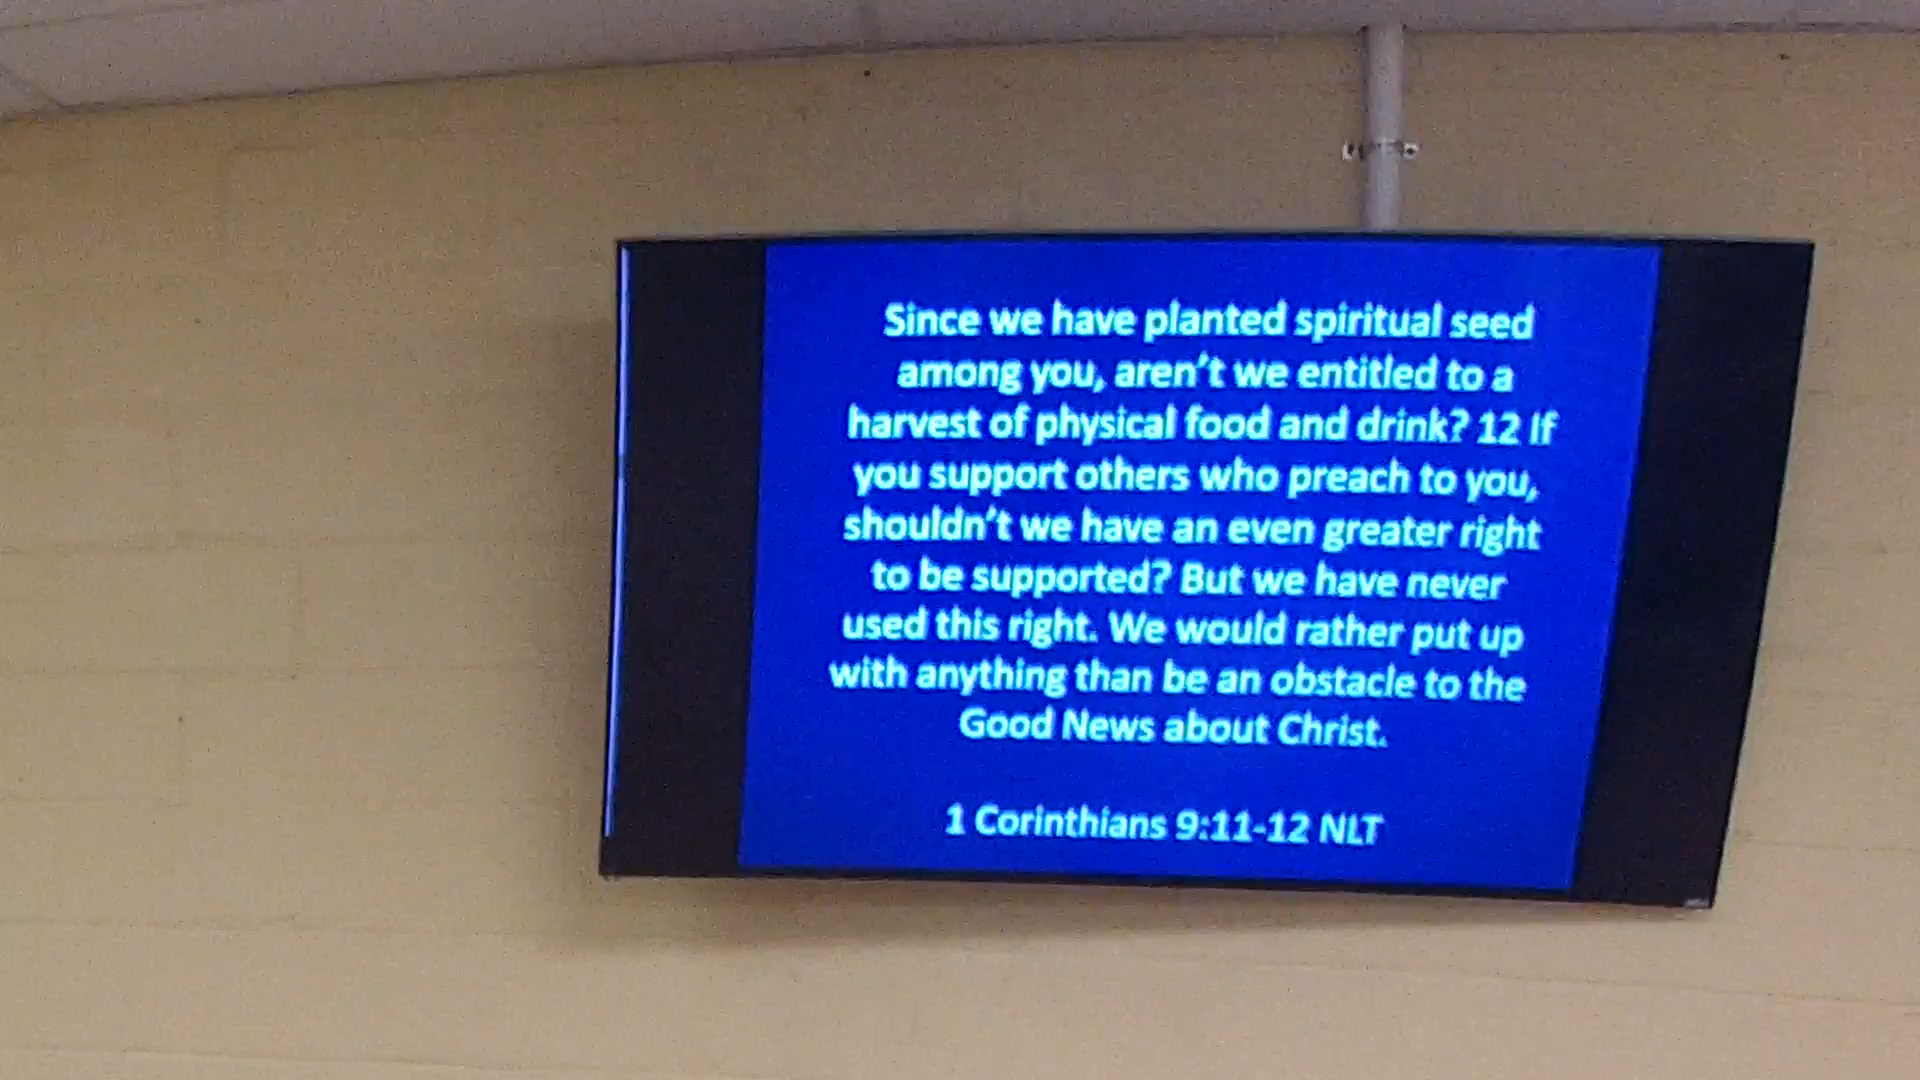 Since we have planted spiritual seed
among you, aren't we entitled to a
harvest of physical food and drink? 12 If
you support others who preach to you,
shouldn't we have an even greater right
to be supported? But we have never
used this right. We would rather put up
with anything than be an obstacle to the
Good News about Christ.
1 Corinthians 9:11-12 NLT